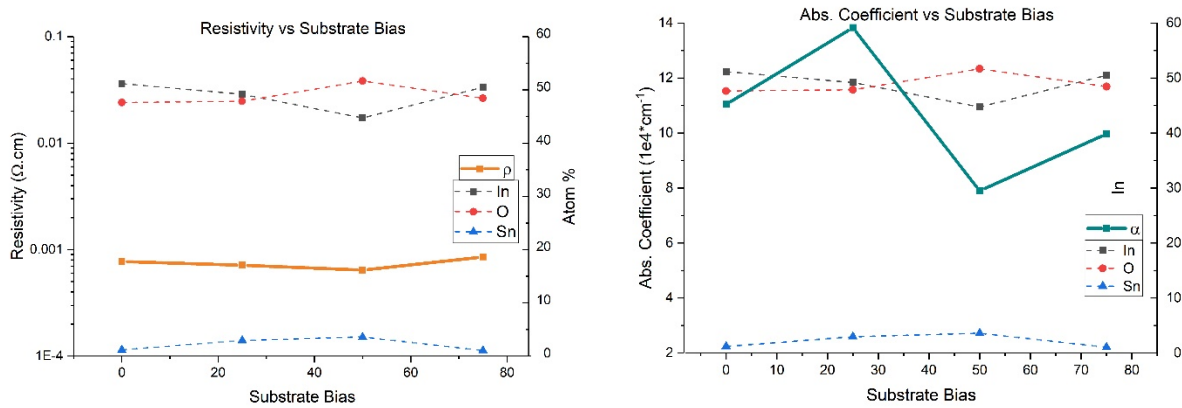 Resistivity vs Substrate Bias
0.1
0.01
0.001
1E-4
Resistivity (Ω.cm)
60
50
40
30
20
10
0
Atom %
ρ
In
O
Sn
0 20 40 60 80
Substrate Bias
Abs. Coefficient vs Substrate Bias
14
12
10
8
6
4
2
Abs. Coefficient (1e4*cm⁻¹)
60
50
40
30
20
10
0
In
α
In
O
Sn
0 10 20 30 40 50 60 70 80
Substrate Bias